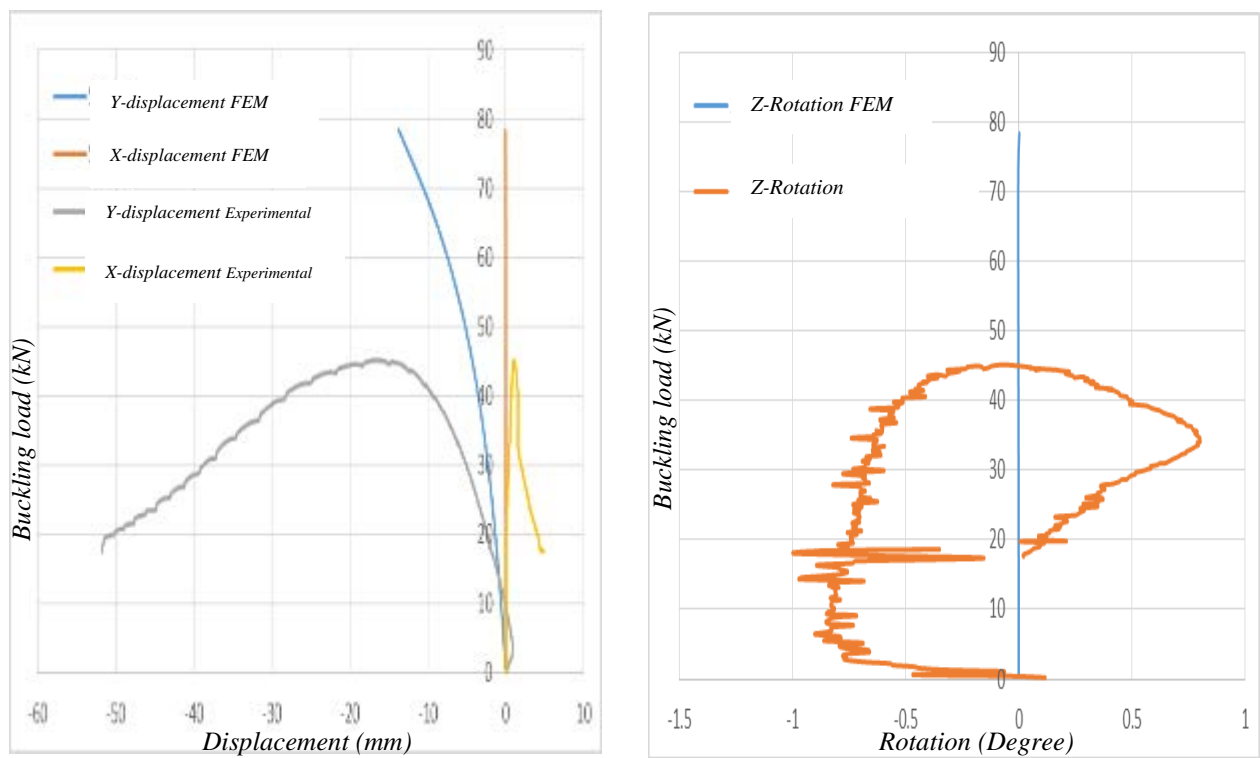 90
80
70
60
50
40
30
20
10
0
Y-displacement FEM
X-displacement FEM
Y-displacement Experimental
X-displacement Experimental
Buckling load (kN)
-60 -50 -40 -30 -20 -10 0 10
Displacement (mm)
90
80
70
60
50
40
30
20
10
0
Z-Rotation FEM
Z-Rotation
Buckling load (kN)
-1.5 -1 -0.5 0 0.5 1
Rotation (Degree)